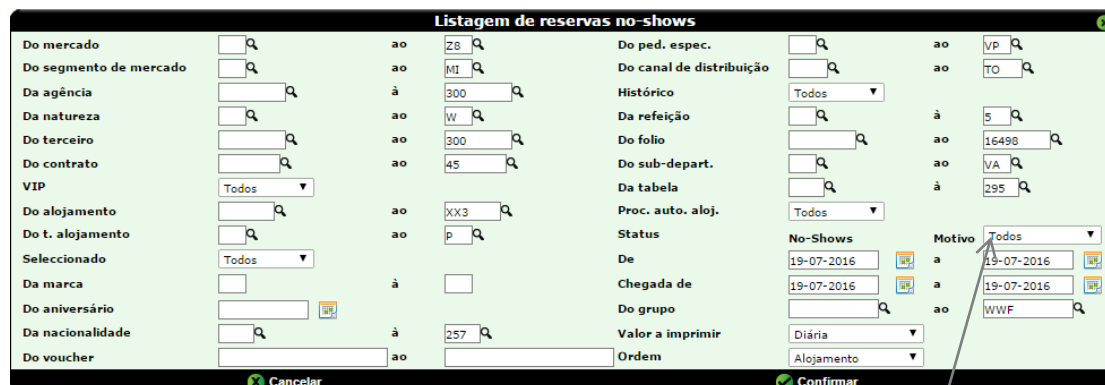 Listagem de reservas no-shows
Do mercado ao Z8 Do ped. espec. ao VP
Do segmento de mercado ao MI Do canal de distribuição ao TO
Da agência à 300 Histórico Todos
Da natureza ao W Da refeição à 5
Do terceiro ao 300 Do folio ao 16498
Do contrato ao 45 Do sub-depart. ao VA
VIP Todos Da tabela à 295
Do alojamento ao XX3 Proc. auto. aloj. Todos
Do t. alojamento ao P Status No-Shows Motivo Todos
Seleccionado Todos De 19-07-2016 a 19-07-2016
Da marca à Chegada de 19-07-2016 a 19-07-2016
Do aniversário Do grupo ao WWF
Da nacionalidade à 257 Valor a imprimir Diária
Do voucher ao Ordem Alojamento
Cancelar Confirmar